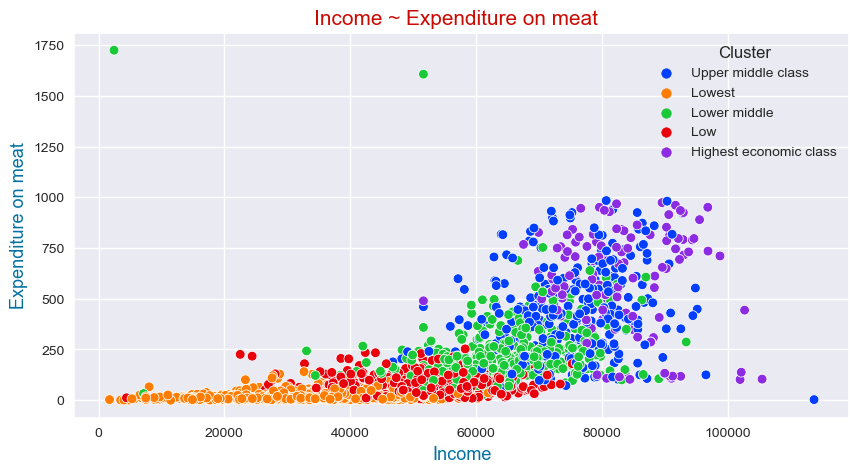 Income ~ Expenditure on meat
Cluster
Upper middle class
Lowest
Lower middle
Low
Highest economic class
Expenditure on meat
1750
1500
1250
1000
750
500
250
0
0 20000 40000 60000 80000 100000
Income